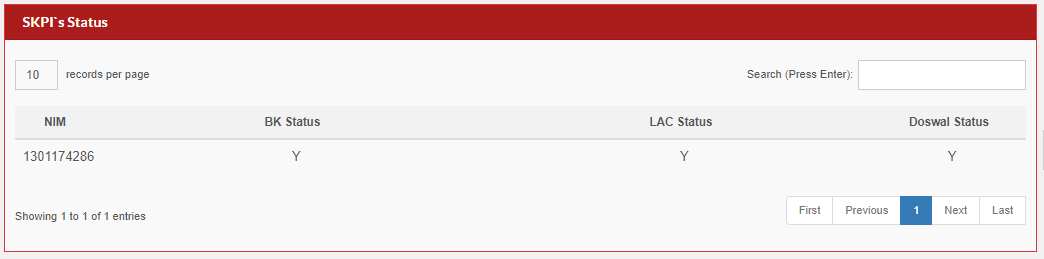 SKPI`s Status
10 records per page Search (Press Enter):
NIM BK Status LAC Status Doswal Status
1301174286 Y Y Y
Showing 1 to 1 of 1 entries First Previous 1 Next Last